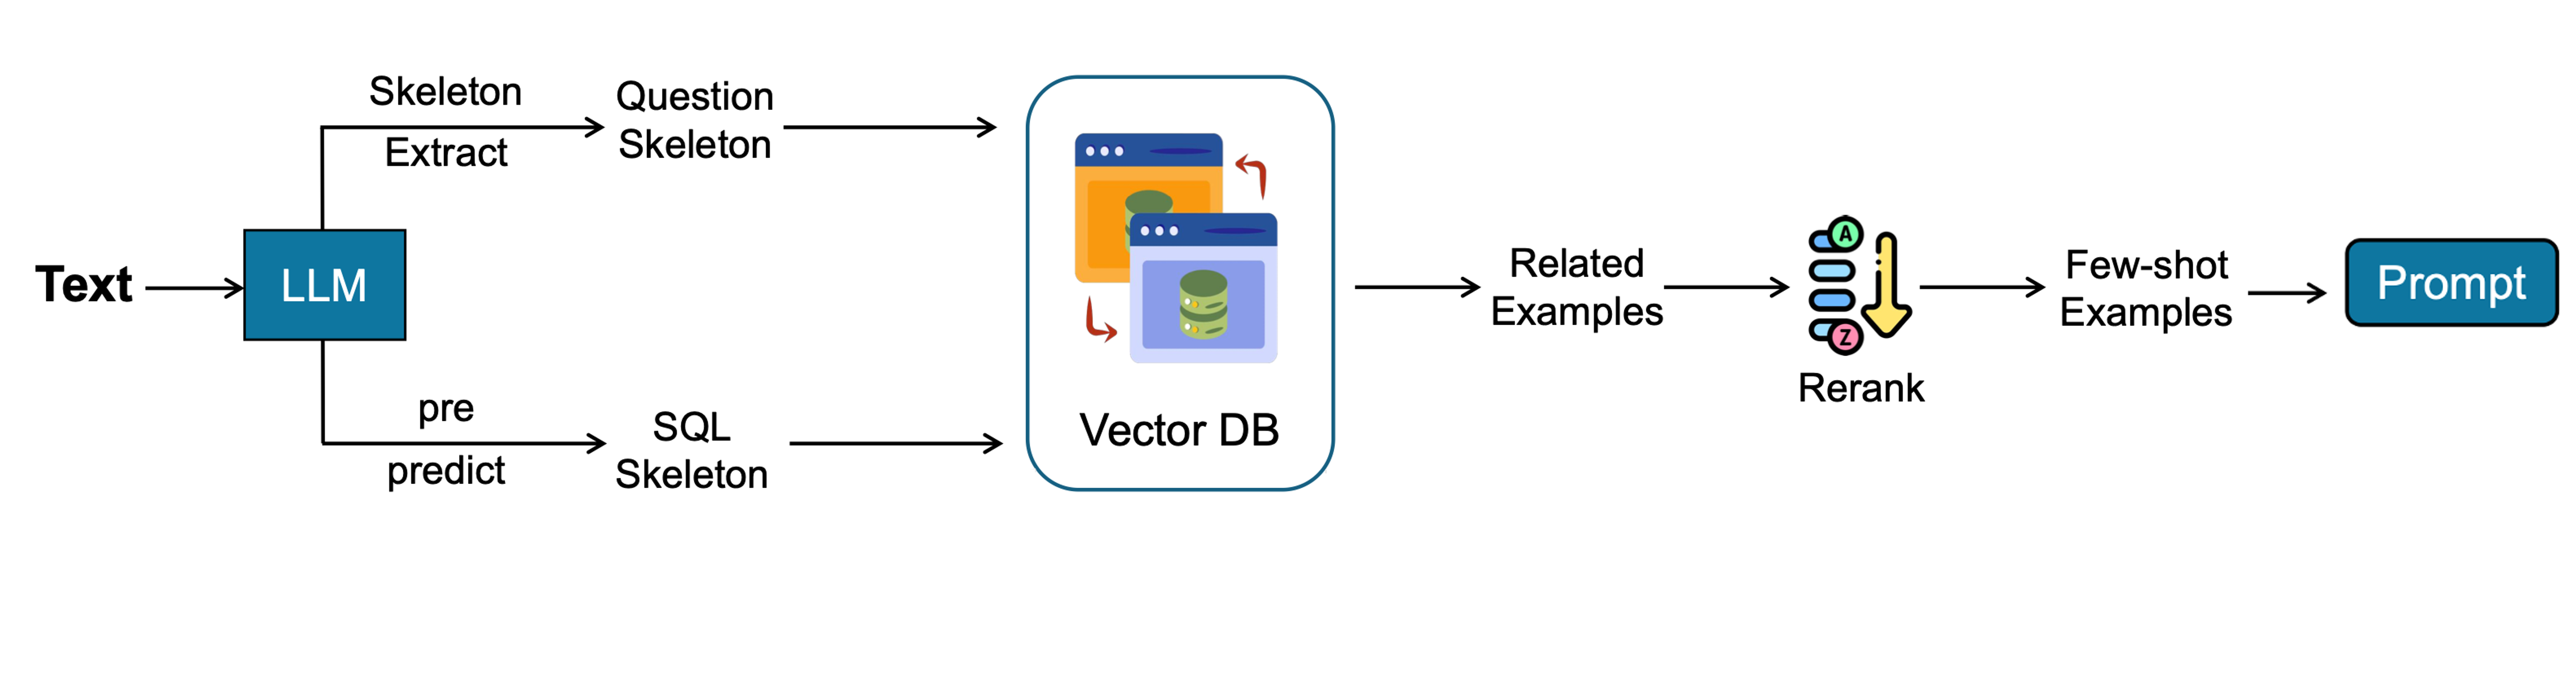 Text
LLM
Skeleton
Extract
Question
Skeleton
pre
predict
SQL
Skeleton
Vector DB
Related
Examples
A
Z
Rerank
Few-shot
Examples
Prompt